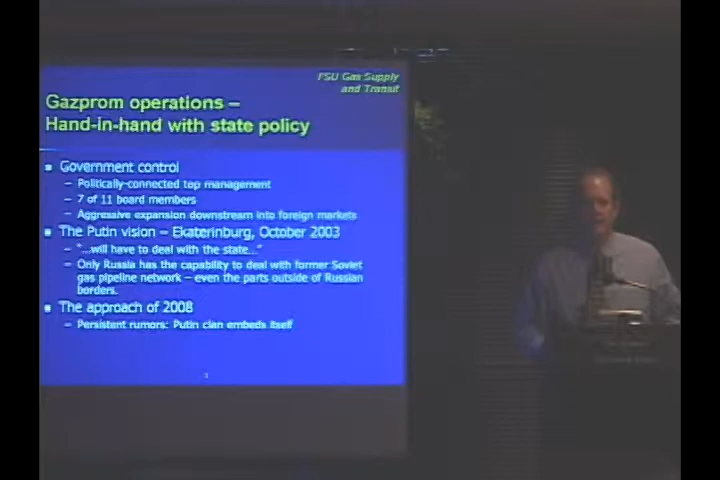 FSU Gas Supply
and Transit
Gazprom operations –
Hand-in-hand with state policy
▪ Government control
– Politically-connected top management
– 7 of 11 board members
– Aggressive expansion downstream into foreign markets
▪ The Putin vision – Ekaterinburg, October 2003
– "...will have to deal with the state..."
– Only Russia has the capability to deal with former Soviet
gas pipeline network – even the parts outside of Russian
borders.
▪ The approach of 2008
– Persistent rumors: Putin clan embeds itself